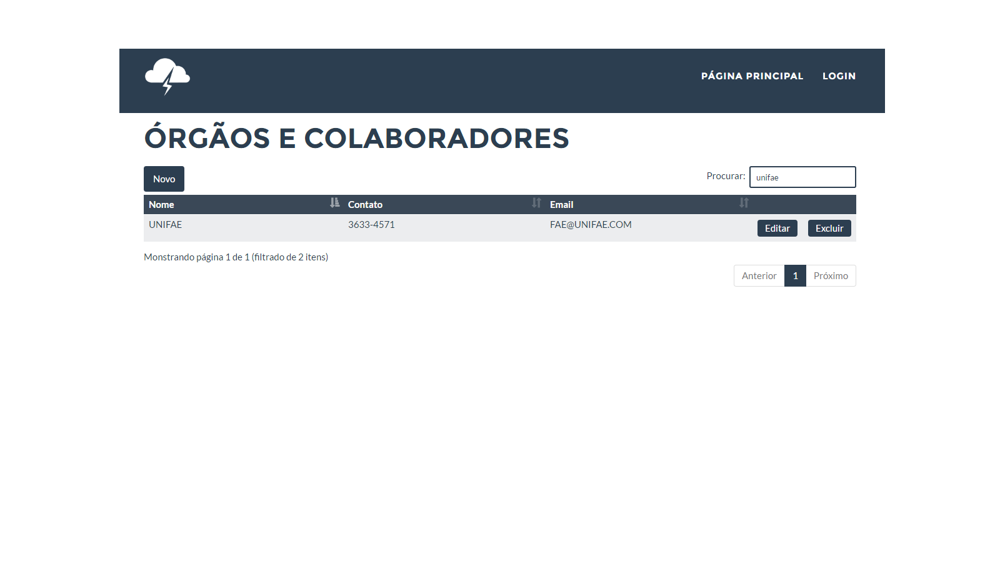 PÁGINA PRINCIPAL LOGIN
ÓRGÃOS E COLABORADORES
Novo Procurar: unifae
Nome Contato Email
UNIFAE 3633-4571 FAE@UNIFAE.COM Editar Excluir
Monstrando página 1 de 1 (filtrado de 2 itens)
Anterior 1 Próximo